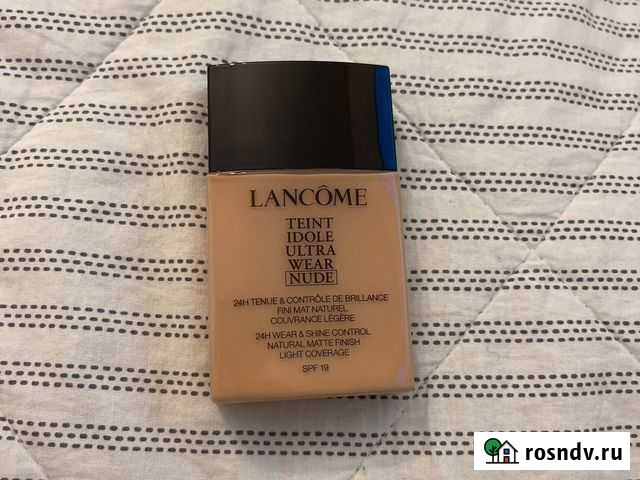 LANCÔME
TEINT
IDOLE
ULTRA
WEAR
NUDE
24H TENUE & CONTRÔLE DE BRILLANCE
FINI MAT NATUREL
COUVRANCE LÉGÈRE
24H WEAR & SHINE CONTROL
NATURAL MATTE FINISH
LIGHT COVERAGE
SPF 19
rosndv.ru